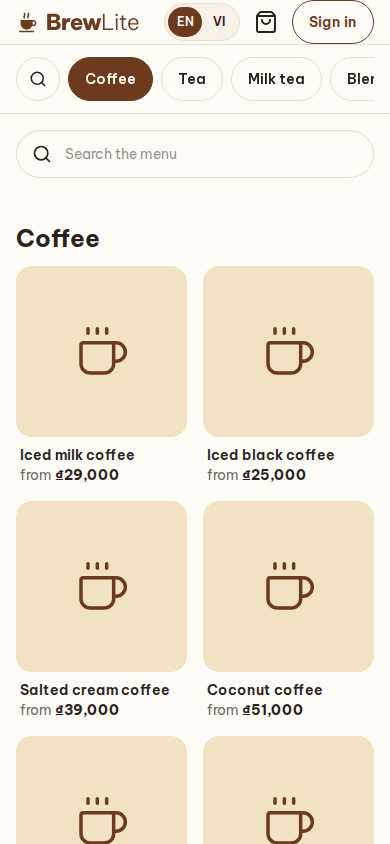 BrewLite
EN VI
Sign in
Coffee Tea Milk tea
Search the menu
Coffee
Iced milk coffee
from ₫29,000
Iced black coffee
from ₫25,000
Salted cream coffee
from ₫39,000
Coconut coffee
from ₫51,000